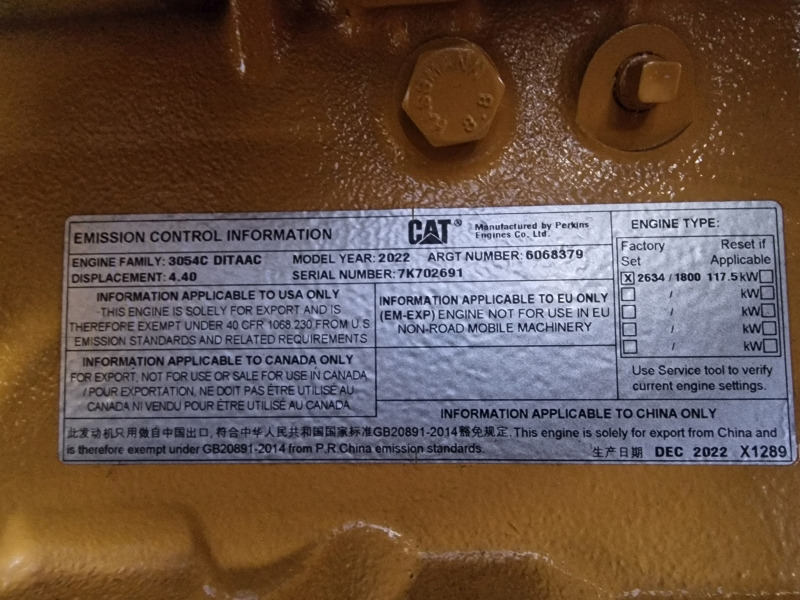 8.8
EMISSION CONTROL INFORMATION
CAT®
Manufactured by Perkins
Engines Co. Ltd.
ENGINE FAMILY: 3054C DITAAC
MODEL YEAR: 2022
ARGT NUMBER: 6068379
DISPLACEMENT: 4.40
SERIAL NUMBER: 7K702691
ENGINE TYPE:
Factory
Set
Reset if
Applicable
X 2634 / 1800 117.5 kW
/ kW
/ kW
/ kW
/ kW
Use Service tool to verify
current engine settings.
INFORMATION APPLICABLE TO USA ONLY
THIS ENGINE IS SOLELY FOR EXPORT AND IS
THEREFORE EXEMPT UNDER 40 CFR 1068.230 FROM U.S
EMISSION STANDARDS AND RELATED REQUIREMENTS
INFORMATION APPLICABLE TO EU ONLY
(EM-EXP) ENGINE NOT FOR USE IN EU
NON-ROAD MOBILE MACHINERY
INFORMATION APPLICABLE TO CANADA ONLY
FOR EXPORT, NOT FOR USE OR SALE FOR USE IN CANADA
/ POUR EXPORTATION, NE DOIT PAS ÊTRE UTILISÉ AU
CANADA NI VENDU POUR ÊTRE UTILISÉ AU CANADA
INFORMATION APPLICABLE TO CHINA ONLY
此发动机只用做自中国出口, 符合中华人民共和国国家标准GB20891-2014豁免规定. This engine is solely for export from China and
is therefore exempt under GB20891-2014 from P.R.China emission standards.
生产日期 DEC 2022 X1289